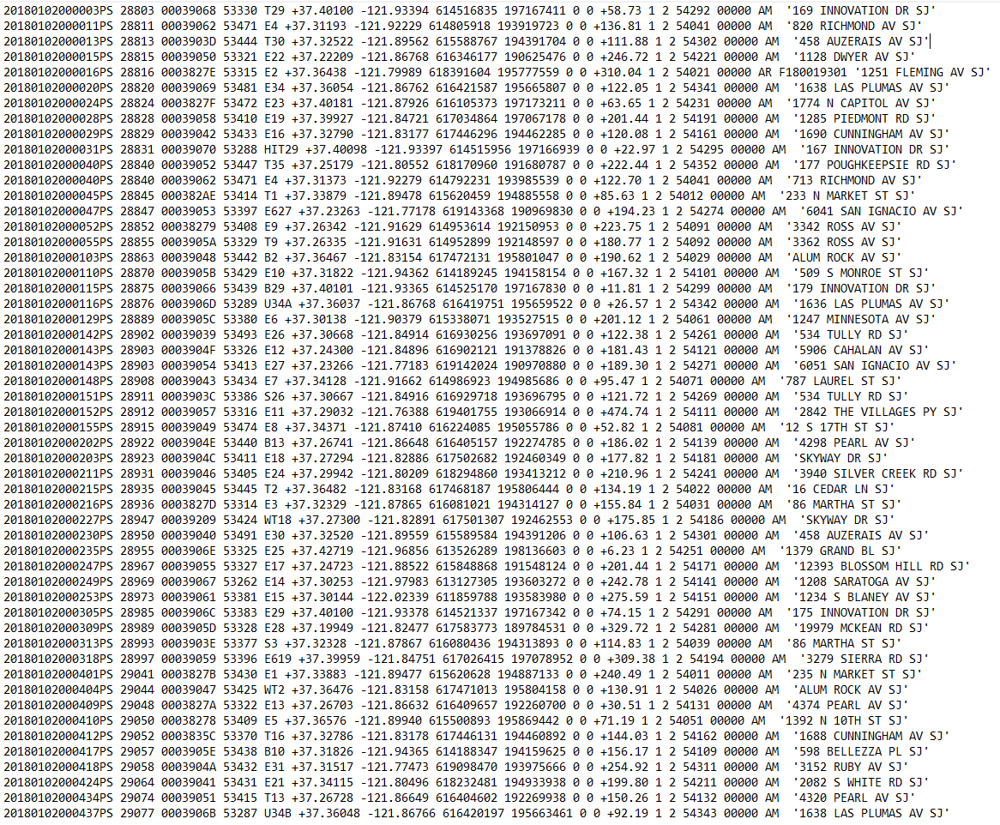 20180102000003PS 28803 00039068 53330 T29 +37.40100 -121.93394 614516835 197167411 0 0 +58.73 1 2 54292 00000 AM '169 INNOVATION DR SJ'
20180102000011PS 28811 00039062 53471 E4 +37.31193 -121.92229 614805918 193919723 0 0 +136.81 1 2 54041 00000 AM '820 RICHMOND AV SJ'
20180102000013PS 28813 0003903D 53444 T30 +37.32522 -121.89562 615588767 194391704 0 0 +111.88 1 2 54302 00000 AM '458 AUZERAIS AV SJ'
20180102000015PS 28815 00039050 53321 E22 +37.22209 -121.86768 616346177 190625476 0 0 +246.72 1 2 54221 00000 AM '1128 DWYER AV SJ'
20180102000016PS 28816 0003827E 53315 E2 +37.36438 -121.79989 618391604 195777559 0 0 +310.04 1 2 54021 00000 AR F180019301 '1251 FLEMING AV SJ'
20180102000020PS 28820 00039069 53481 E34 +37.36054 -121.86762 616421587 195665807 0 0 +122.05 1 2 54341 00000 AM '1638 LAS PLUMAS AV SJ'
20180102000024PS 28824 0003827F 53472 E23 +37.40181 -121.87926 616105373 197173211 0 0 +63.65 1 2 54231 00000 AM '1774 N CAPITOL AV SJ'
20180102000028PS 28828 00039058 53410 E19 +37.39927 -121.84721 617034864 197067178 0 0 +201.44 1 2 54191 00000 AM '1285 PIEDMONT RD SJ'
20180102000029PS 28829 00039042 53433 E16 +37.32790 -121.83177 617446296 194462285 0 0 +120.08 1 2 54161 00000 AM '1690 CUNNINGHAM AV SJ'
20180102000031PS 28831 00039070 53288 HIT29 +37.40098 -121.93397 614515956 197166939 0 0 +22.97 1 2 54295 00000 AM '167 INNOVATION DR SJ'
20180102000040PS 28840 00039052 53447 T35 +37.25179 -121.80552 618170960 191680787 0 0 +222.44 1 2 54352 00000 AM '177 POUGHKEEPSIE RD SJ'
20180102000040PS 28840 00039062 53471 E4 +37.31373 -121.92279 614792231 193985539 0 0 +122.70 1 2 54041 00000 AM '713 RICHMOND AV SJ'
20180102000045PS 28845 000382AE 53414 T1 +37.33879 -121.89478 615620459 194885558 0 0 +85.63 1 2 54012 00000 AM '233 N MARKET ST SJ'
20180102000047PS 28847 00039053 53397 E627 +37.23263 -121.77178 619143368 190969830 0 0 +194.23 1 2 54274 00000 AM '6041 SAN IGNACIO AV SJ'
20180102000052PS 28852 00038279 53408 E9 +37.26342 -121.91629 614953614 192150953 0 0 +223.75 1 2 54091 00000 AM '3342 ROSS AV SJ'
20180102000055PS 28855 0003905A 53329 T9 +37.26335 -121.91631 614952899 192148597 0 0 +180.77 1 2 54092 00000 AM '3362 ROSS AV SJ'
20180102000103PS 28863 00039048 53442 B2 +37.36467 -121.83154 617472131 195801047 0 0 +190.62 1 2 54029 00000 AM 'ALUM ROCK AV SJ'
20180102000110PS 28870 0003905B 53429 E10 +37.31822 -121.94362 614189245 194158154 0 0 +167.32 1 2 54101 00000 AM '509 S MONROE ST SJ'
20180102000115PS 28875 00039066 53439 B29 +37.40101 -121.93365 614525170 197167830 0 0 +11.81 1 2 54299 00000 AM '179 INNOVATION DR SJ'
20180102000116PS 28876 0003906D 53289 U34A +37.36037 -121.86768 616419751 195659522 0 0 +26.57 1 2 54342 00000 AM '1636 LAS PLUMAS AV SJ'
20180102000129PS 28889 0003905C 53380 E6 +37.30138 -121.90379 615338071 193527515 0 0 +201.12 1 2 54061 00000 AM '1247 MINNESOTA AV SJ'
20180102000142PS 28902 00039039 53493 E26 +37.30668 -121.84914 616930256 193697091 0 0 +122.38 1 2 54261 00000 AM '534 TULLY RD SJ'
20180102000143PS 28903 0003904F 53326 E12 +37.24300 -121.84896 616902121 191378826 0 0 +181.43 1 2 54121 00000 AM '5906 CAHALAN AV SJ'
20180102000143PS 28903 00039054 53413 E27 +37.23266 -121.77183 619142024 190970880 0 0 +189.30 1 2 54271 00000 AM '6051 SAN IGNACIO AV SJ'
20180102000148PS 28908 00039043 53434 E7 +37.34128 -121.91662 614986923 194985686 0 0 +95.47 1 2 54071 00000 AM '787 LAUREL ST SJ'
20180102000151PS 28911 0003903C 53386 S26 +37.30667 -121.84916 616929718 193696795 0 0 +121.72 1 2 54269 00000 AM '534 TULLY RD SJ'
20180102000152PS 28912 00039057 53316 E11 +37.29032 -121.76388 619401755 193066914 0 0 +474.74 1 2 54111 00000 AM '2842 THE VILLAGES PY SJ'
20180102000155PS 28915 00039049 53474 E8 +37.34371 -121.87410 616224085 195055786 0 0 +52.82 1 2 54081 00000 AM '12 S 17TH ST SJ'
20180102000202PS 28922 0003904E 53440 B13 +37.26741 -121.86648 616405157 192274785 0 0 +186.02 1 2 54139 00000 AM '4298 PEARL AV SJ'
20180102000203PS 28923 0003904C 53411 E18 +37.27294 -121.82886 617502682 192460349 0 0 +177.82 1 2 54181 00000 AM 'SKYWAY DR SJ'
20180102000211PS 28931 00039046 53405 E24 +37.29942 -121.80209 618294860 193413212 0 0 +210.96 1 2 54241 00000 AM '3940 SILVER CREEK RD SJ'
20180102000215PS 28935 00039045 53445 T2 +37.36482 -121.83168 617468187 195806444 0 0 +134.19 1 2 54022 00000 AM '16 CEDAR LN SJ'
20180102000216PS 28936 0003827D 53314 E3 +37.32329 -121.87865 616081021 194314127 0 0 +155.84 1 2 54031 00000 AM '86 MARTHA ST SJ'
20180102000227PS 28947 00039209 53424 WT18 +37.27300 -121.82891 617501307 192462553 0 0 +175.85 1 2 54186 00000 AM 'SKYWAY DR SJ'
20180102000230PS 28950 00039040 53491 E30 +37.32520 -121.89559 615589584 194391206 0 0 +106.63 1 2 54301 00000 AM '458 AUZERAIS AV SJ'
20180102000235PS 28955 0003906E 53325 E25 +37.42719 -121.96856 613526289 198136603 0 0 +6.23 1 2 54251 00000 AM '1379 GRAND BL SJ'
20180102000247PS 28967 00039055 53327 E17 +37.24723 -121.88522 615848868 191548124 0 0 +201.44 1 2 54171 00000 AM '12393 BLOSSOM HILL RD SJ'
20180102000249PS 28969 00039067 53262 E14 +37.30253 -121.97983 613127305 193603272 0 0 +242.78 1 2 54141 00000 AM '1208 SARATOGA AV SJ'
20180102000253PS 28973 00039061 53381 E15 +37.30144 -122.02339 611859788 193583980 0 0 +275.59 1 2 54151 00000 AM '1234 S BLANEY AV SJ'
20180102000305PS 28985 0003906C 53383 E29 +37.40100 -121.93378 614521337 197167342 0 0 +74.15 1 2 54291 00000 AM '175 INNOVATION DR SJ'
20180102000309PS 28989 0003905D 53328 E28 +37.19949 -121.82477 617583773 189784531 0 0 +329.72 1 2 54281 00000 AM '19979 MCKEAN RD SJ'
20180102000313PS 28993 0003903E 53377 S3 +37.32328 -121.87867 616080436 194313893 0 0 +114.83 1 2 54039 00000 AM '86 MARTHA ST SJ'
20180102000318PS 28997 00039059 53396 E619 +37.39959 -121.84751 617026415 197078952 0 0 +309.38 1 2 54194 00000 AM '3279 SIERRA RD SJ'
20180102000401PS 29041 0003827B 53430 E1 +37.33883 -121.89477 615620628 194887133 0 0 +240.49 1 2 54011 00000 AM '235 N MARKET ST SJ'
20180102000404PS 29044 00039047 53425 WT2 +37.36476 -121.83158 617471013 195804158 0 0 +130.91 1 2 54026 00000 AM 'ALUM ROCK AV SJ'
20180102000409PS 29048 0003827A 53322 E13 +37.26703 -121.86632 616409657 192260700 0 0 +30.51 1 2 54131 00000 AM '4374 PEARL AV SJ'
20180102000410PS 29050 00038278 53409 E5 +37.36576 -121.89940 615500893 195869442 0 0 +71.19 1 2 54051 00000 AM '1392 N 10TH ST SJ'
20180102000412PS 29052 0003835C 53370 T16 +37.32786 -121.83178 617446131 194460892 0 0 +144.03 1 2 54162 00000 AM '1688 CUNNINGHAM AV SJ'
20180102000417PS 29057 0003905E 53438 B10 +37.31826 -121.94365 614188347 194159625 0 0 +156.17 1 2 54109 00000 AM '598 BELLEZZA PL SJ'
20180102000418PS 29058 0003904A 53432 E31 +37.31517 -121.77473 619098470 193975666 0 0 +254.92 1 2 54311 00000 AM '3152 RUBY AV SJ'
20180102000424PS 29064 00039041 53431 E21 +37.34115 -121.80496 618232481 194933938 0 0 +199.80 1 2 54211 00000 AM '2082 S WHITE RD SJ'
20180102000434PS 29074 00039051 53415 T13 +37.26728 -121.86649 616404602 192269938 0 0 +150.26 1 2 54132 00000 AM '4320 PEARL AV SJ'
20180102000437PS 29077 0003906B 53287 U34B +37.36048 -121.86766 616420197 195663461 0 0 +92.19 1 2 54343 00000 AM '1638 LAS PLUMAS AV SJ'